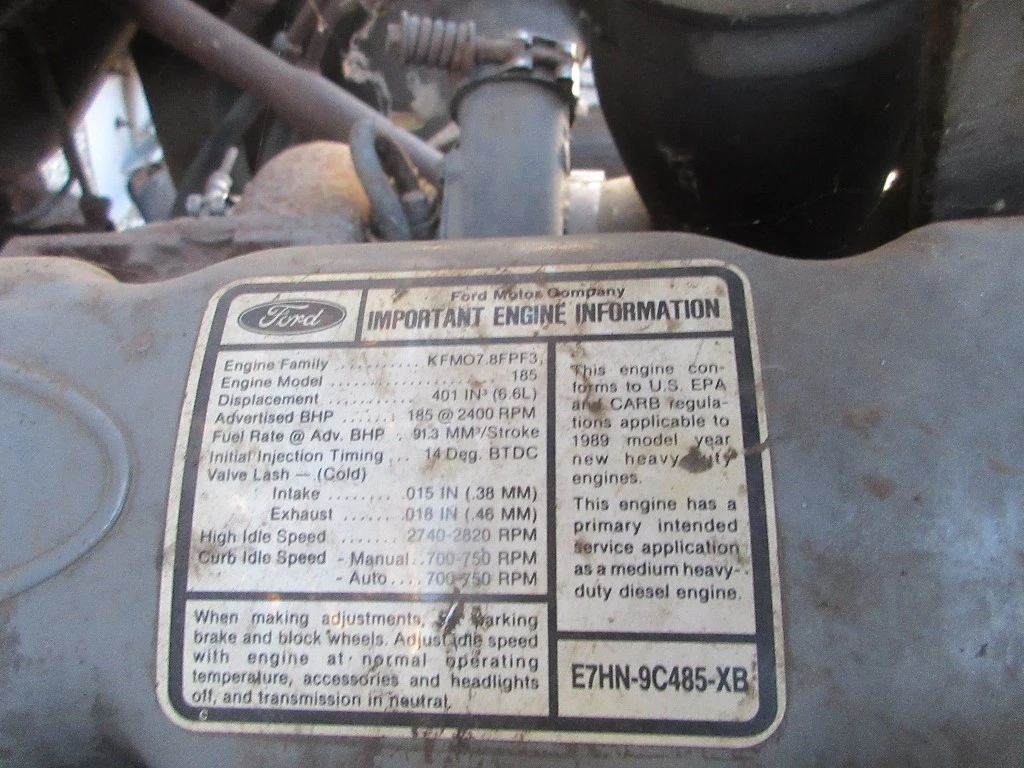 Ford
Ford Motor Company
IMPORTANT ENGINE INFORMATION
Engine Family .......... KFM07.8FPF3,
Engine Model .................... 185
Displacement .......... 401 IN³ (6.6L)
Advertised BHP ...... 185 @ 2400 RPM
Fuel Rate @ Adv. BHP . 91.3 MM³/Stroke
Initial Injection Timing ... 14 Deg. BTDC
Valve Lash — (Cold)
Intake ........ .015 IN (.38 MM)
Exhaust ...... .018 IN (.46 MM)
High Idle Speed ...... 2740-2820 RPM
Curb Idle Speed - Manual..700-750 RPM
- Auto....700-750 RPM
When making adjustments, parking
brake and block wheels. Adjust idle speed
with engine at normal operating
temperature, accessories and headlights
off, and transmission in neutral.
This engine con-
forms to U.S. EPA
and CARB regula-
tions applicable to
1989 model year
new heavy duty
engines.
This engine has a
primary intended
service application
as a medium heavy-
duty diesel engine.
E7HN-9C485-XB